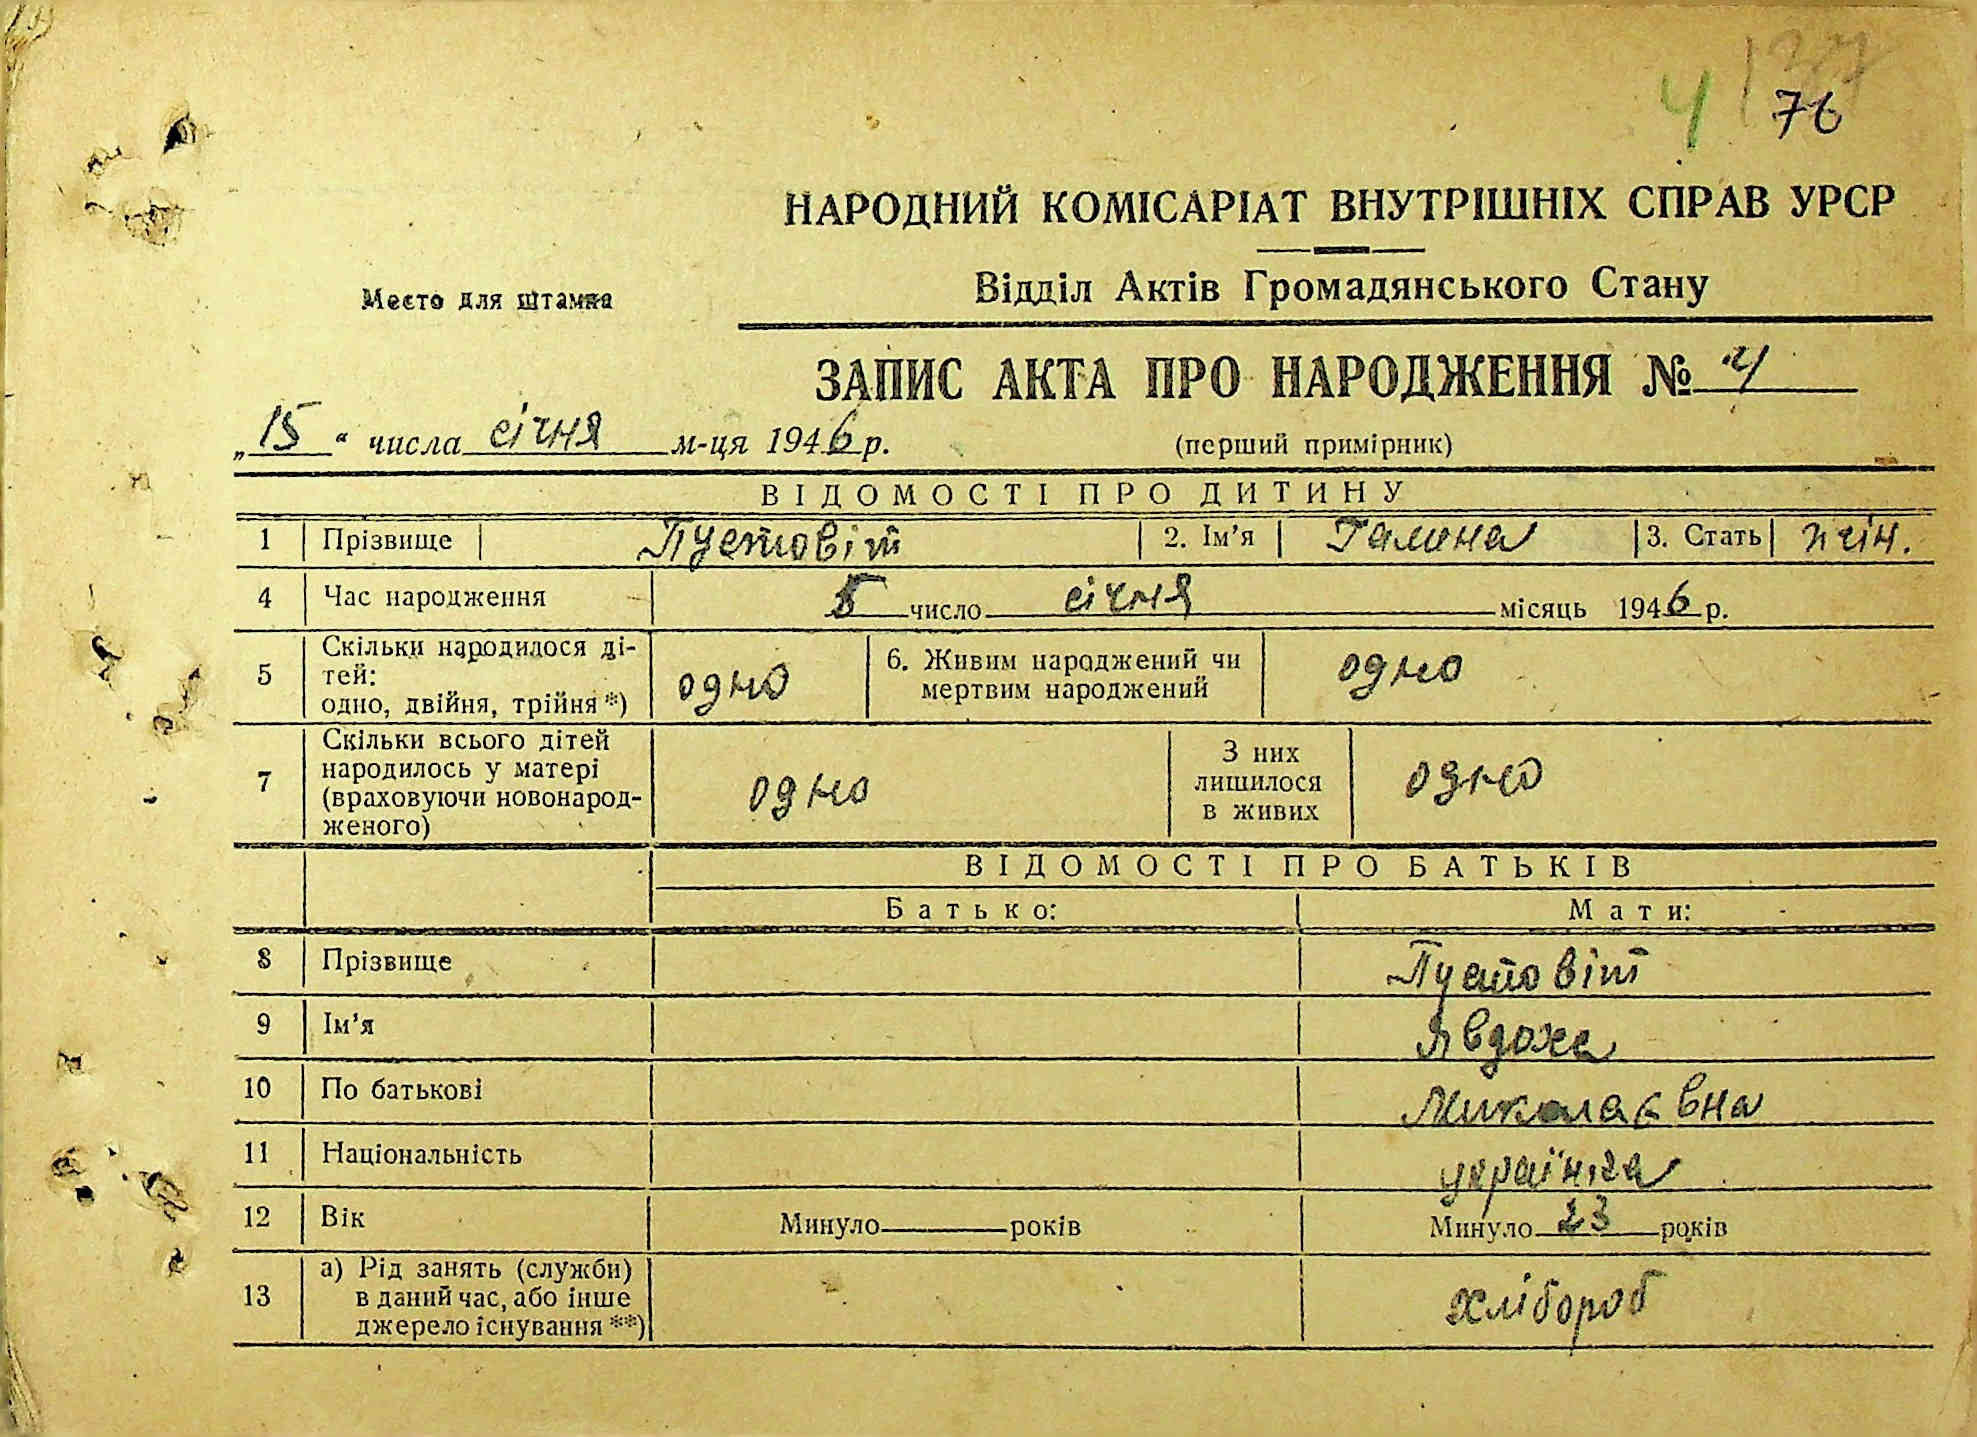 4 137
76
НАРОДНИЙ КОМІСАРІАТ ВНУТРІШНІХ СПРАВ УРСР
Відділ Актів Громадянського Стану
Место для штампа
ЗАПИС АКТА ПРО НАРОДЖЕННЯ № 4
„15“ числа січня м-ця 1946 р.
(перший примірник)
ВІДОМОСТІ ПРО ДИТИНУ
1 Прізвище Пустовіт 2. Ім’я Галина 3. Стать жін.
4 Час народження 5 число січня місяць 1946 р.
5 Скільки народилося ді-
тей:
одно, двійня, трійня *) одно 6. Живим народжений чи
мертвим народжений одно
7 Скільки всього дітей
народилось у матері
(враховуючи новонарод-
женого) одно З них
лишилося
в живих одно
ВІДОМОСТІ ПРО БАТЬКІВ
Батько: Мати:
8 Прізвище Пустовіт
9 Ім’я Явдоха
10 По батькові Миколаєвна
11 Національність українка
12 Вік Минуло років Минуло 23 років
13 а) Рід занять (служби)
в даний час, або інше
джерело існування **) хлібороб